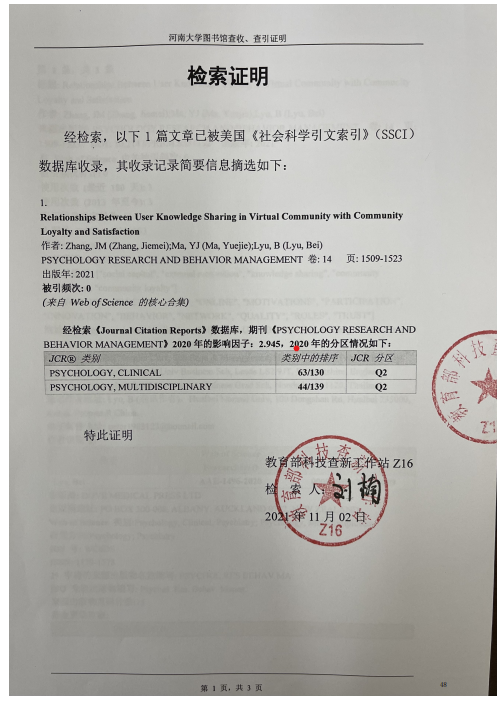 河南大学图书馆查收、查引证明
检索证明
经检索，以下 1 篇文章已被美国《社会科学引文索引》（SSCI）
数据库收录，其收录记录简要信息摘选如下：
1.
Relationships Between User Knowledge Sharing in Virtual Community with Community
Loyalty and Satisfaction
作者: Zhang, JM (Zhang, Jiemei);Ma, YJ (Ma, Yuejie);Lyu, B (Lyu, Bei)
PSYCHOLOGY RESEARCH AND BEHAVIOR MANAGEMENT 卷: 14 页: 1509-1523
出版年: 2021
被引频次: 0
(来自 Web of Science 的核心合集)
经检索《Journal Citation Reports》数据库，期刊《PSYCHOLOGY RESEARCH AND
BEHAVIOR MANAGEMENT》2020 年的影响因子: 2.945，2020 年的分区情况如下：
JCR® 类别 类别中的排序 JCR 分区
PSYCHOLOGY, CLINICAL 63/130 Q2
PSYCHOLOGY, MULTIDISCIPLINARY 44/139 Q2
特此证明
教育部科技查新工作站 Z16
检 索 人：刘楠
2021 年 11 月 02 日
Z16
教育部科技查
Z1
第 1 页，共 3 页
48